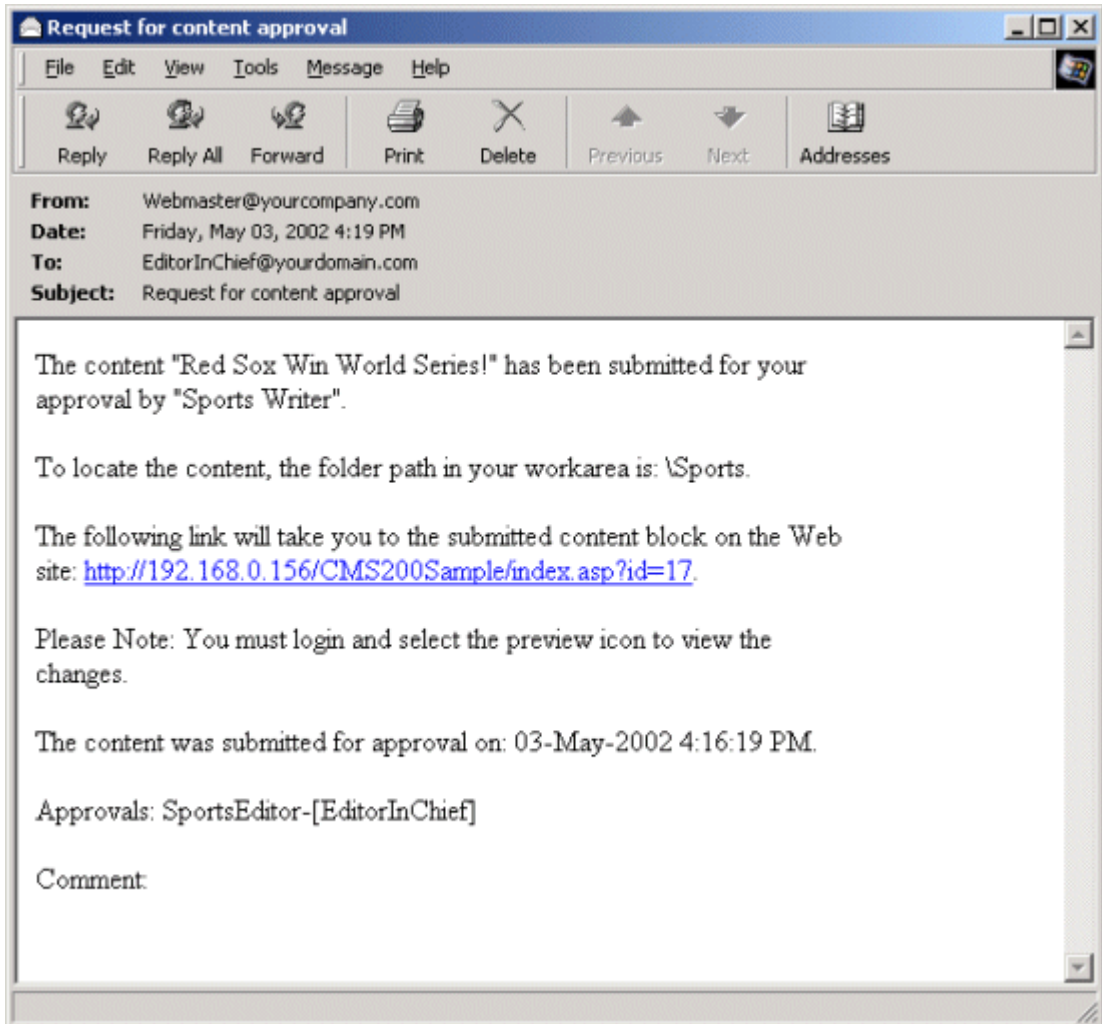 Request for content approval
File Edit View Tools Message Help
Reply Reply All Forward Print Delete Previous Next Addresses
From: Webmaster@yourcompany.com
Date: Friday, May 03, 2002 4:19 PM
To: EditorInChief@yourdomain.com
Subject: Request for content approval
The content "Red Sox Win World Series!" has been submitted for your
approval by "Sports Writer".
To locate the content, the folder path in your workarea is: \Sports.
The following link will take you to the submitted content block on the Web
site: http://192.168.0.156/CMS200Sample/index.asp?id=17.
Please Note: You must login and select the preview icon to view the
changes.
The content was submitted for approval on: 03-May-2002 4:16:19 PM.
Approvals: SportsEditor-[EditorInChief]
Comment: